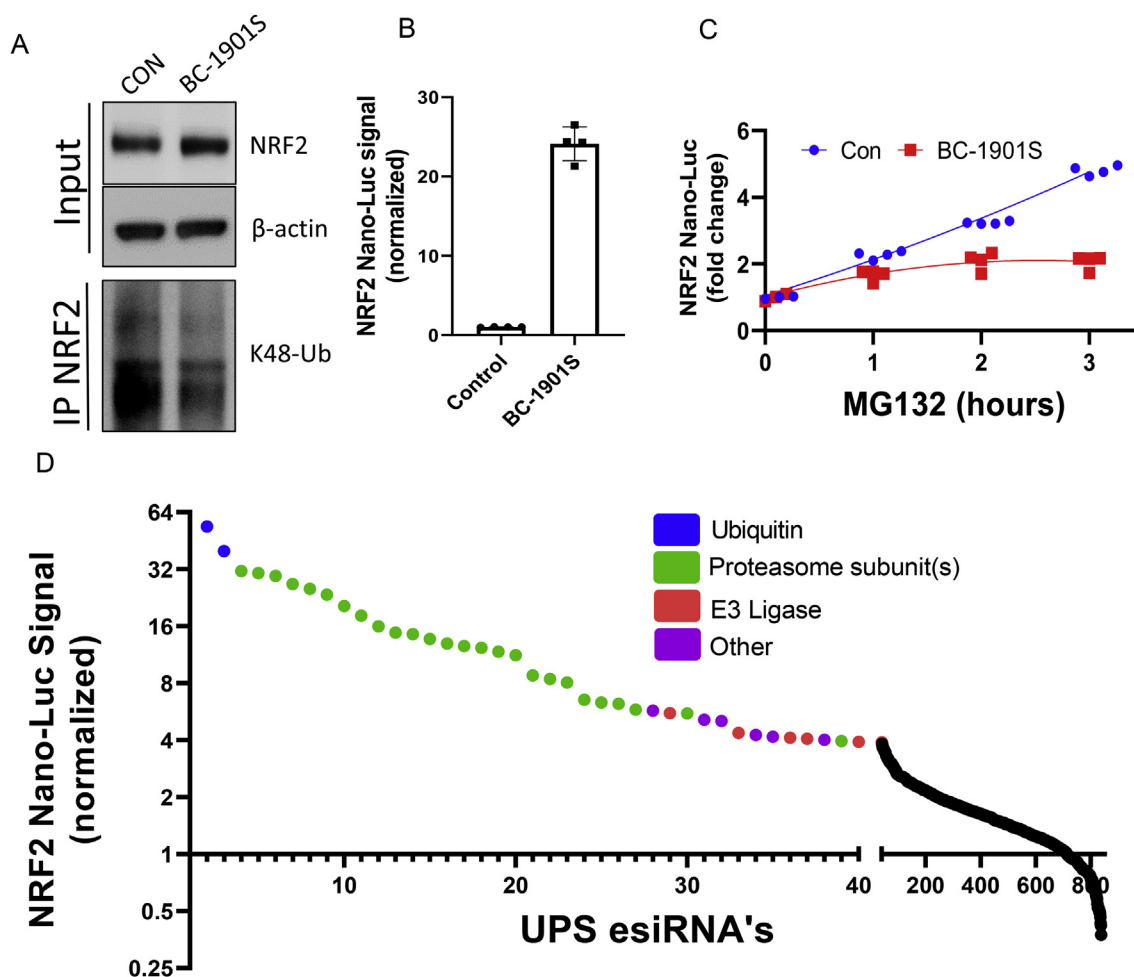 A
CON
BC-1901S
Input
NRF2
β-actin
IP NRF2
K48-Ub
B
NRF2 Nano-Luc signal
(normalized)
30
20
10
0
Control
BC-1901S
C
NRF2 Nano-Luc
(fold change)
6
4
2
0
Con
BC-1901S
0
1
2
3
MG132 (hours)
D
NRF2 Nano-Luc Signal
(normalized)
64
32
16
8
4
2
1
0.5
0.25
Ubiquitin
Proteasome subunit(s)
E3 Ligase
Other
10
20
30
40
200
400
600
800
UPS esiRNA's